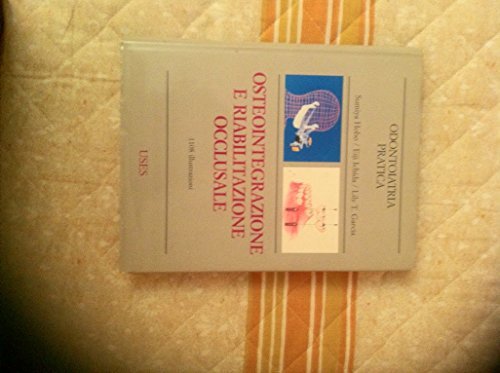 ODONTOIATRIA
PRATICA
Sumiya Hobo / Eiji Ichida / Lily T. Garcia
OSTEOINTEGRAZIONE
E RIABILITAZIONE
OCCLUSALE
1108 illustrazioni
USES